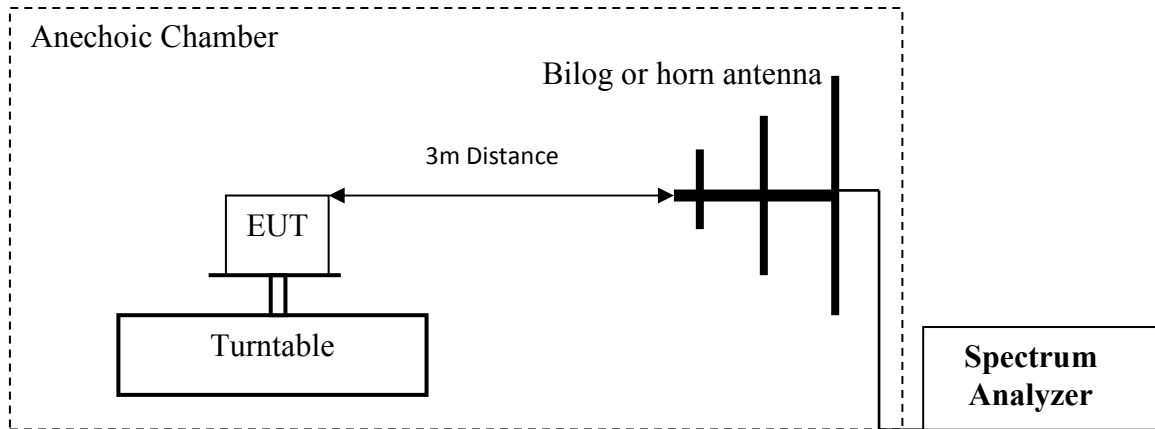 Anechoic Chamber
Bilog or horn antenna
3m Distance
EUT
Turntable
Spectrum
Analyzer